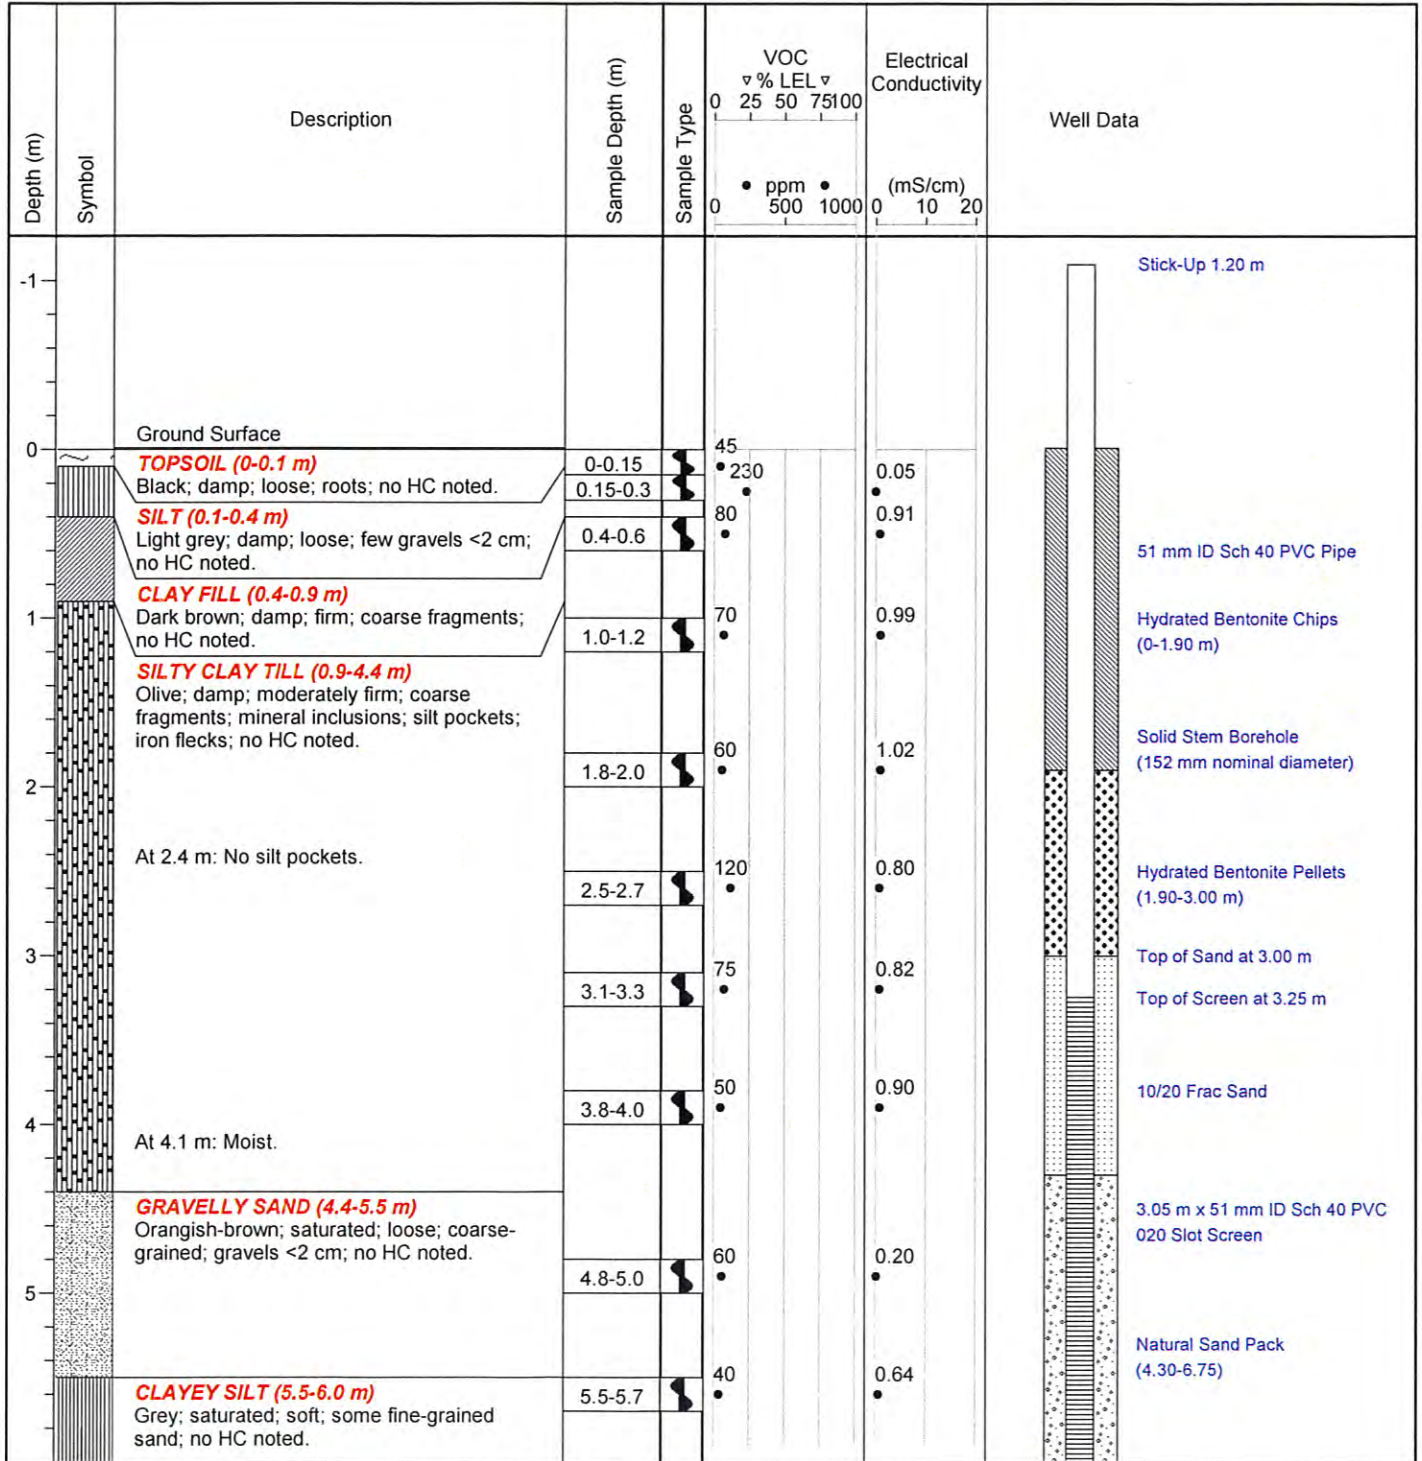 Depth (m)
Symbol
Description
Sample Depth (m)
Sample Type
VOC
▿ % LEL ▿
0 25 50 75100
• ppm •
0 500 1000
Electrical
Conductivity
(mS/cm)
0 10 20
Well Data
-1
0
1
2
3
4
5
Ground Surface
TOPSOIL (0-0.1 m)
Black; damp; loose; roots; no HC noted.
SILT (0.1-0.4 m)
Light grey; damp; loose; few gravels <2 cm;
no HC noted.
CLAY FILL (0.4-0.9 m)
Dark brown; damp; firm; coarse fragments;
no HC noted.
SILTY CLAY TILL (0.9-4.4 m)
Olive; damp; moderately firm; coarse
fragments; mineral inclusions; silt pockets;
iron flecks; no HC noted.
At 2.4 m: No silt pockets.
At 4.1 m: Moist.
GRAVELLY SAND (4.4-5.5 m)
Orangish-brown; saturated; loose; coarse-
grained; gravels <2 cm; no HC noted.
CLAYEY SILT (5.5-6.0 m)
Grey; saturated; soft; some fine-grained
sand; no HC noted.
0-0.15
0.15-0.3
0.4-0.6
1.0-1.2
1.8-2.0
2.5-2.7
3.1-3.3
3.8-4.0
4.8-5.0
5.5-5.7
45
230
80
70
60
120
75
50
60
40
0.05
0.91
0.99
1.02
0.80
0.82
0.90
0.20
0.64
Stick-Up 1.20 m
51 mm ID Sch 40 PVC Pipe
Hydrated Bentonite Chips
(0-1.90 m)
Solid Stem Borehole
(152 mm nominal diameter)
Hydrated Bentonite Pellets
(1.90-3.00 m)
Top of Sand at 3.00 m
Top of Screen at 3.25 m
10/20 Frac Sand
3.05 m x 51 mm ID Sch 40 PVC
020 Slot Screen
Natural Sand Pack
(4.30-6.75)